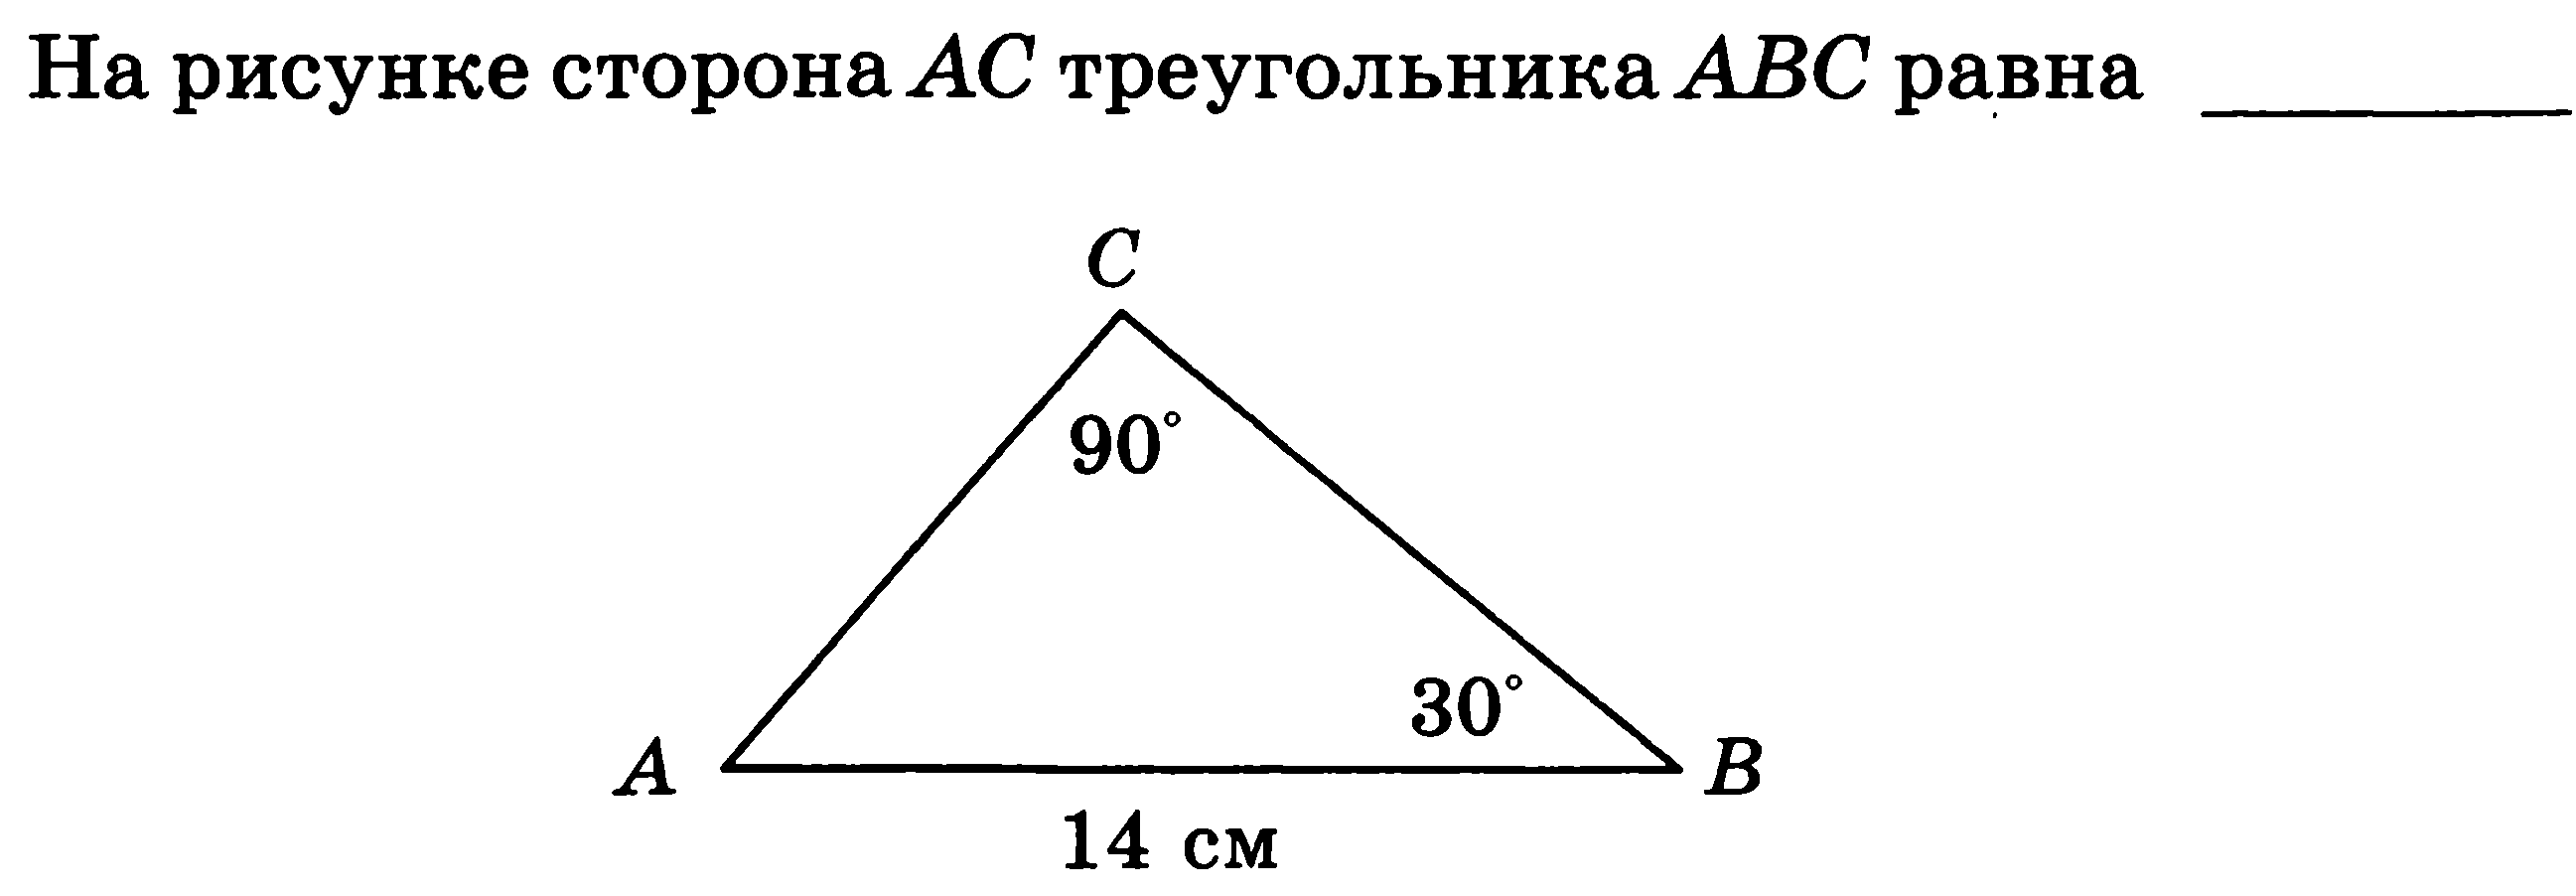 На рисунке сторона AC треугольника ABC равна
C
90°
30°
A
B
14 см